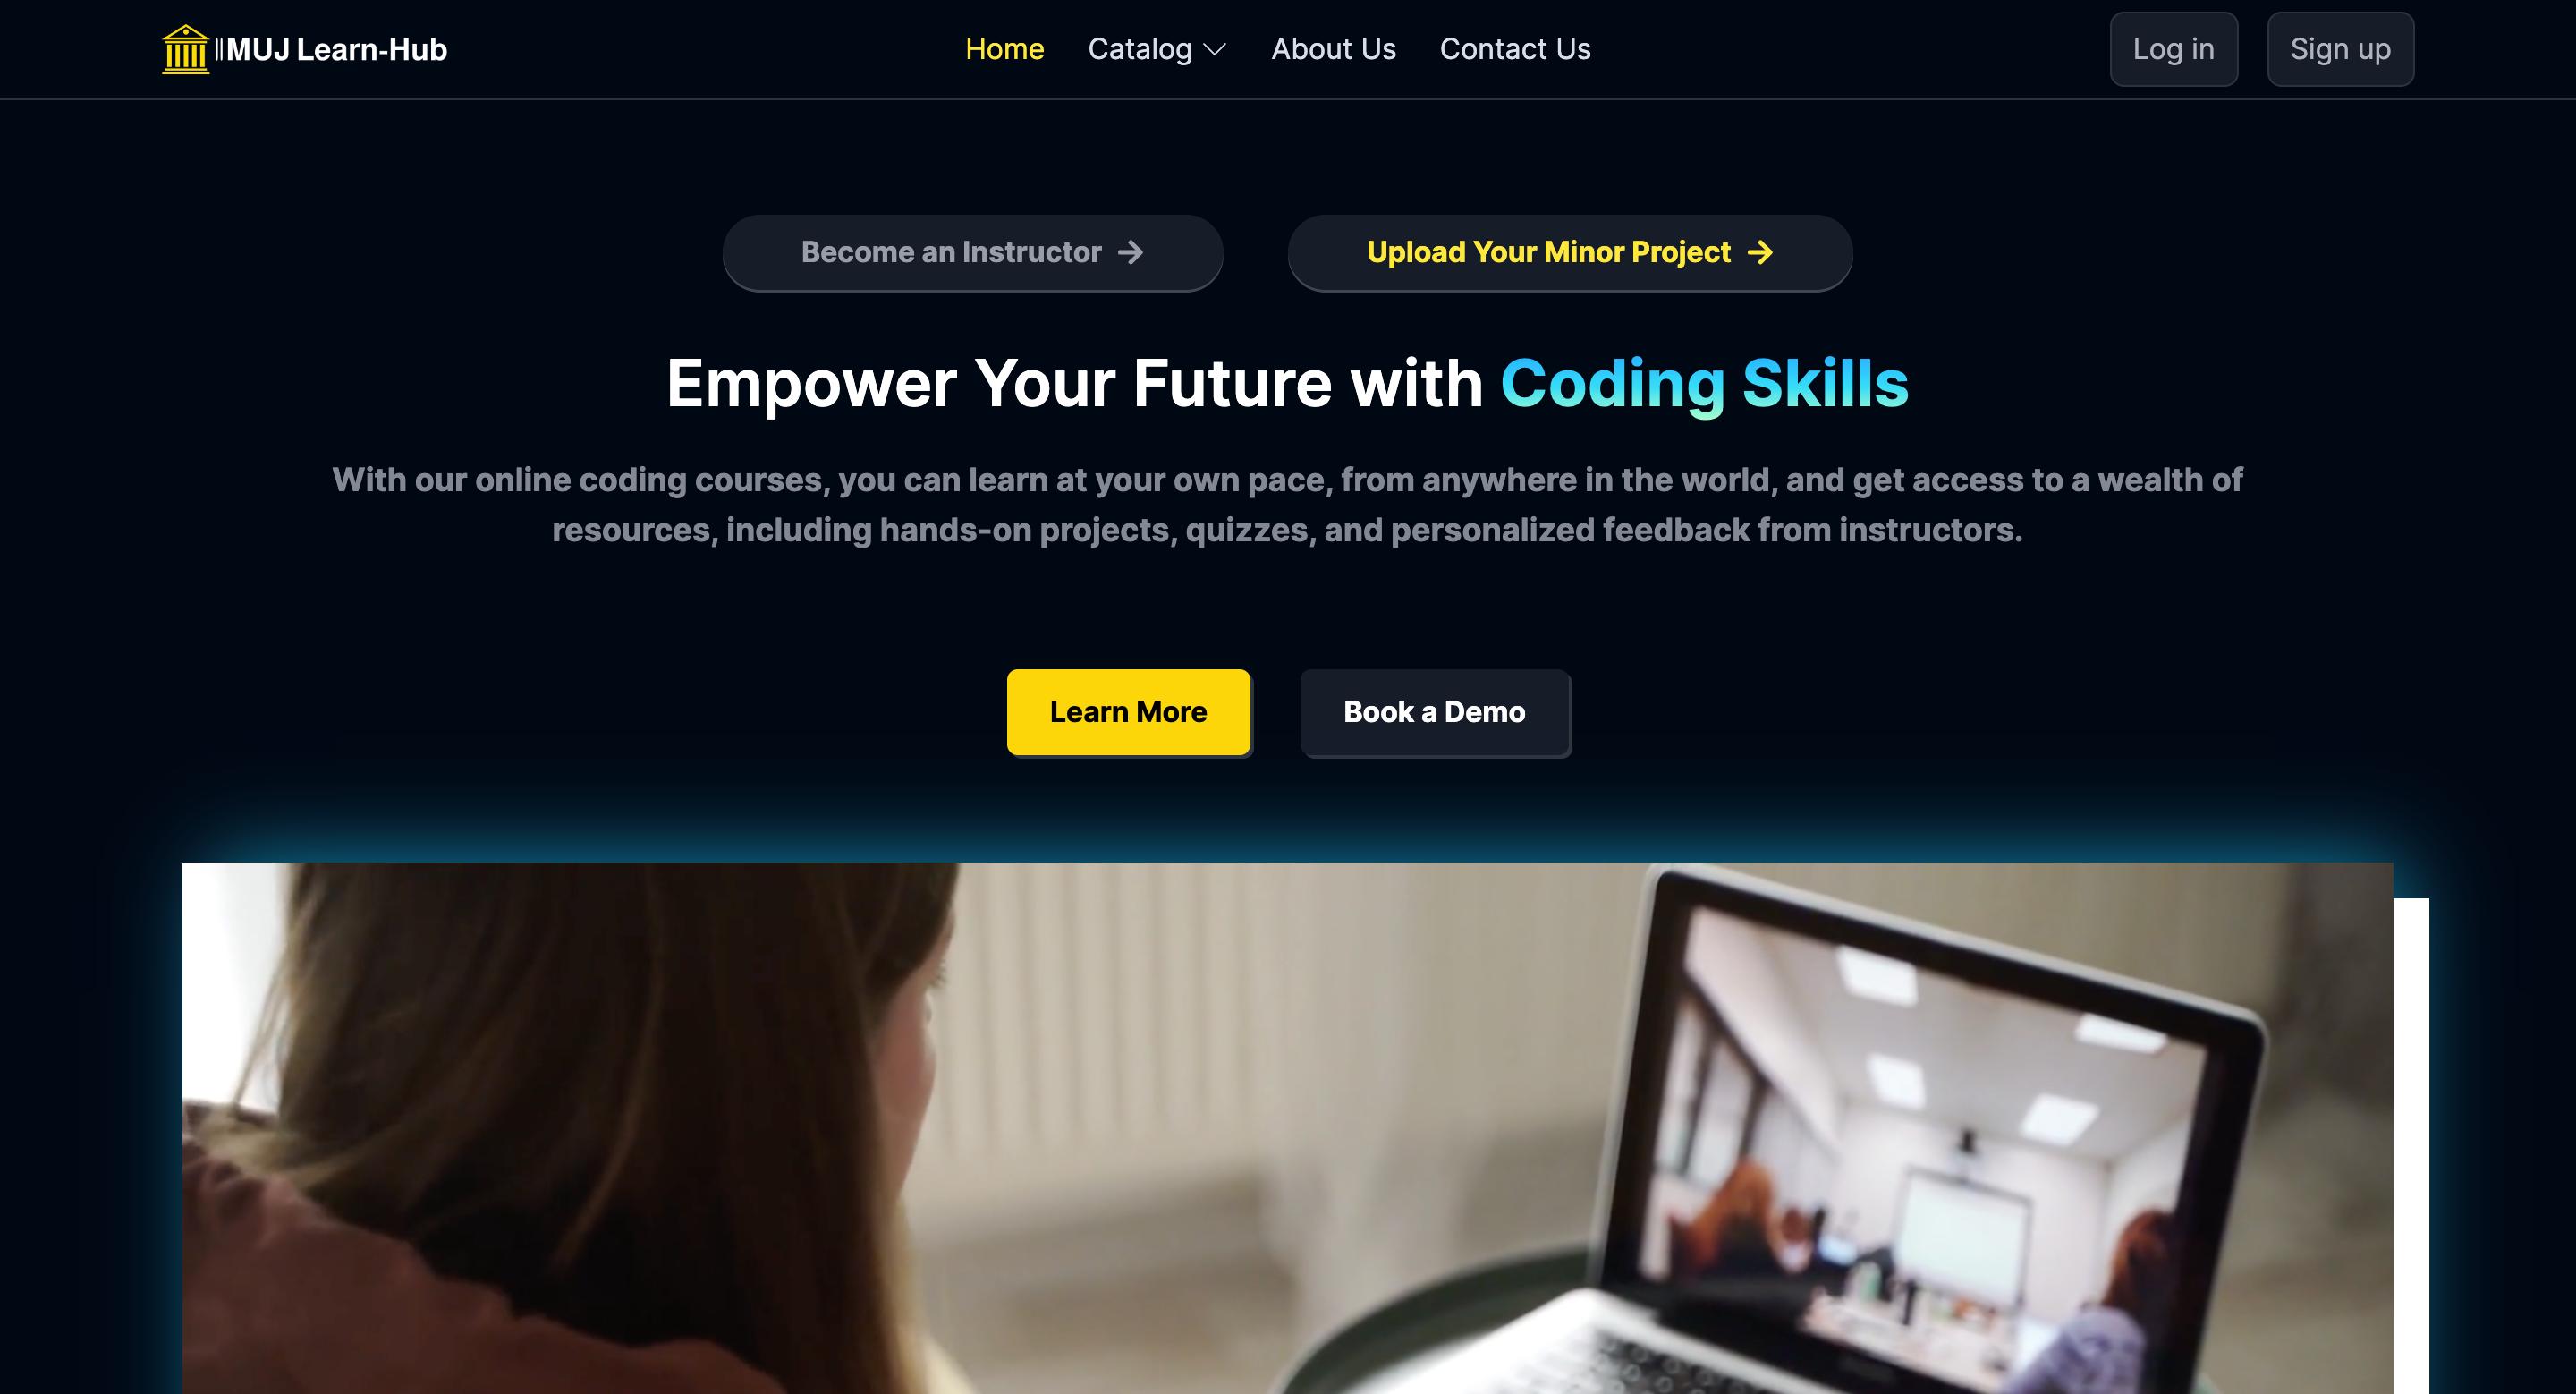 MUJ Learn-Hub
Home
Catalog
About Us
Contact Us
Log in
Sign up
Become an Instructor
Upload Your Minor Project
Empower Your Future with Coding Skills
With our online coding courses, you can learn at your own pace, from anywhere in the world, and get access to a wealth of
resources, including hands-on projects, quizzes, and personalized feedback from instructors.
Learn More
Book a Demo